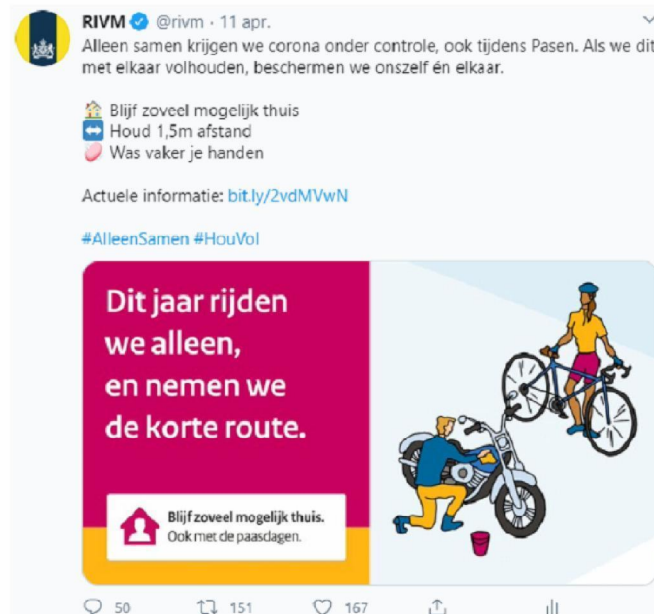 RIVM @rivm · 11 apr.
Alleen samen krijgen we corona onder controle, ook tijdens Pasen. Als we dit
met elkaar volhouden, beschermen we onszelf én elkaar.
Blijf zoveel mogelijk thuis
Houd 1,5m afstand
Was vaker je handen
Actuele informatie: bit.ly/2vdMVwN
#AlleenSamen #HouVol
Dit jaar rijden
we alleen,
en nemen we
de korte route.
Blijf zoveel mogelijk thuis.
Ook met de paasdagen.
50 151 167